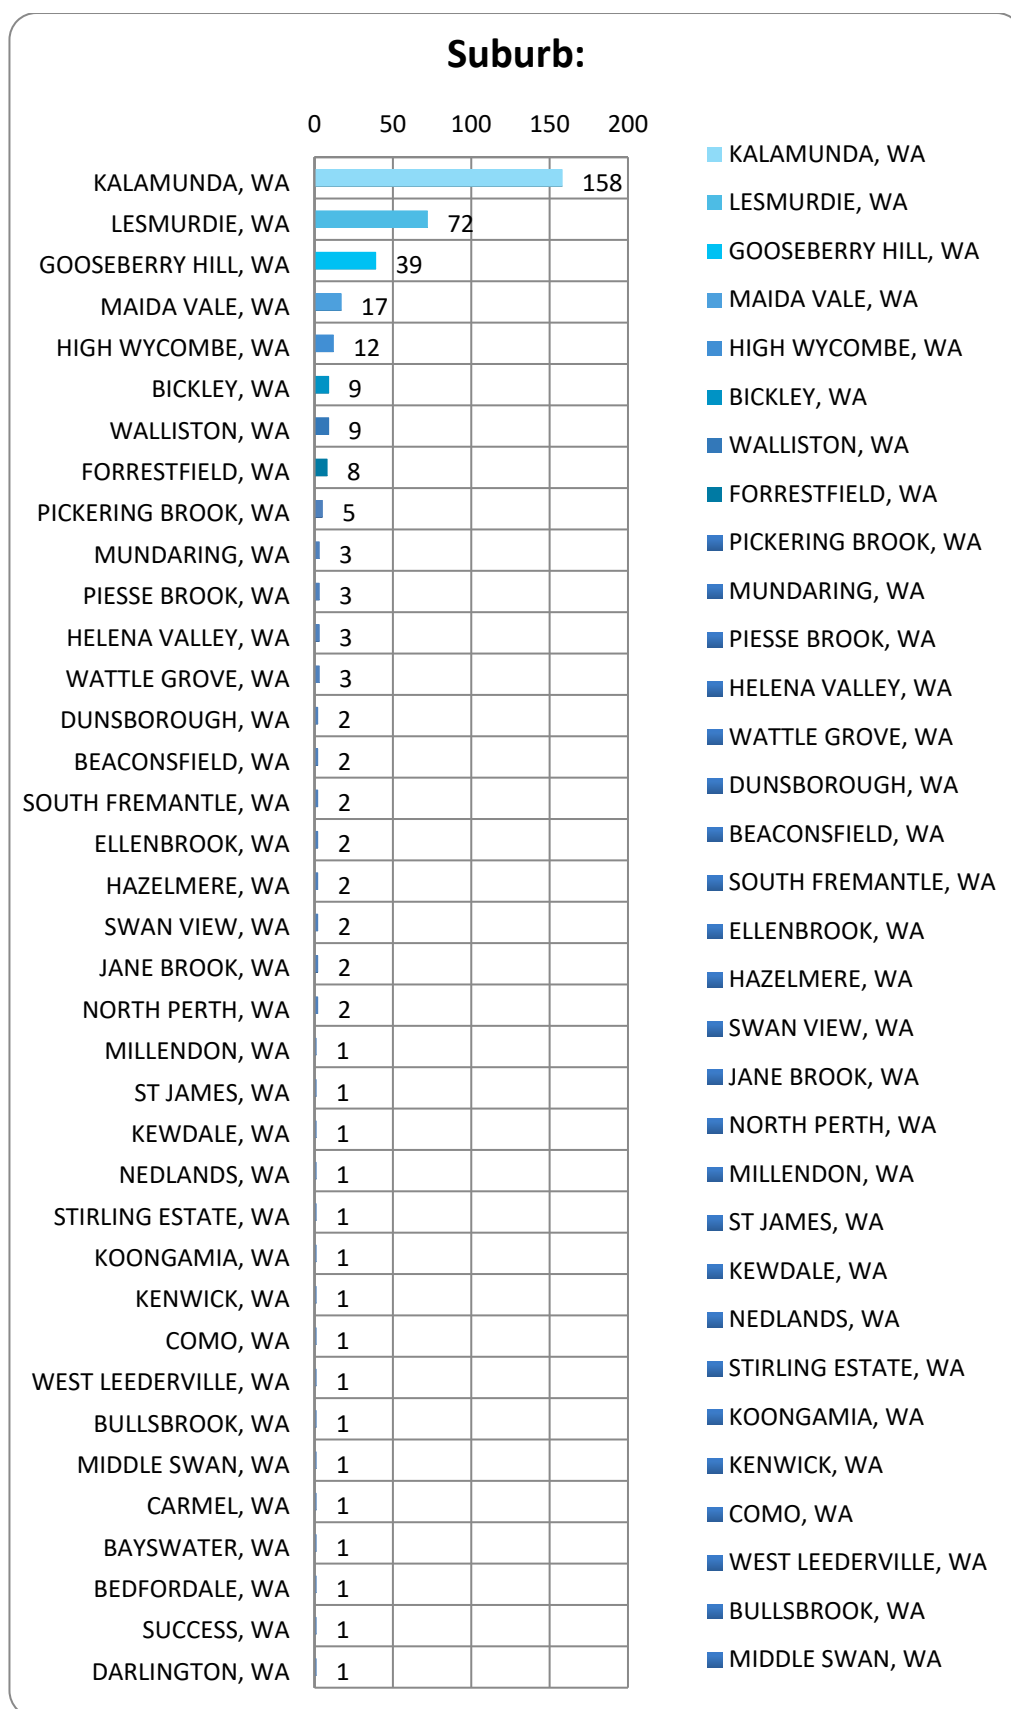 Suburb:
0 50 100 150 200
KALAMUNDA, WA 158
LESMURDIE, WA 72
GOOSEBERRY HILL, WA 39
MAIDA VALE, WA 17
HIGH WYCOMBE, WA 12
BICKLEY, WA 9
WALLISTON, WA 9
FORRESTFIELD, WA 8
PICKERING BROOK, WA 5
MUNDARING, WA 3
PIESSE BROOK, WA 3
HELENA VALLEY, WA 3
WATTLE GROVE, WA 3
DUNSBOROUGH, WA 2
BEACONSFIELD, WA 2
SOUTH FREMANTLE, WA 2
ELLENBROOK, WA 2
HAZELMERE, WA 2
SWAN VIEW, WA 2
JANE BROOK, WA 2
NORTH PERTH, WA 2
MILLENDON, WA 1
ST JAMES, WA 1
KEWDALE, WA 1
NEDLANDS, WA 1
STIRLING ESTATE, WA 1
KOONGAMIA, WA 1
KENWICK, WA 1
COMO, WA 1
WEST LEEDERVILLE, WA 1
BULLSBROOK, WA 1
MIDDLE SWAN, WA 1
CARMEL, WA 1
BAYSWATER, WA 1
BEDFORDALE, WA 1
SUCCESS, WA 1
DARLINGTON, WA 1
KALAMUNDA, WA
LESMURDIE, WA
GOOSEBERRY HILL, WA
MAIDA VALE, WA
HIGH WYCOMBE, WA
BICKLEY, WA
WALLISTON, WA
FORRESTFIELD, WA
PICKERING BROOK, WA
MUNDARING, WA
PIESSE BROOK, WA
HELENA VALLEY, WA
WATTLE GROVE, WA
DUNSBOROUGH, WA
BEACONSFIELD, WA
SOUTH FREMANTLE, WA
ELLENBROOK, WA
HAZELMERE, WA
SWAN VIEW, WA
JANE BROOK, WA
NORTH PERTH, WA
MILLENDON, WA
ST JAMES, WA
KEWDALE, WA
NEDLANDS, WA
STIRLING ESTATE, WA
KOONGAMIA, WA
KENWICK, WA
COMO, WA
WEST LEEDERVILLE, WA
BULLSBROOK, WA
MIDDLE SWAN, WA